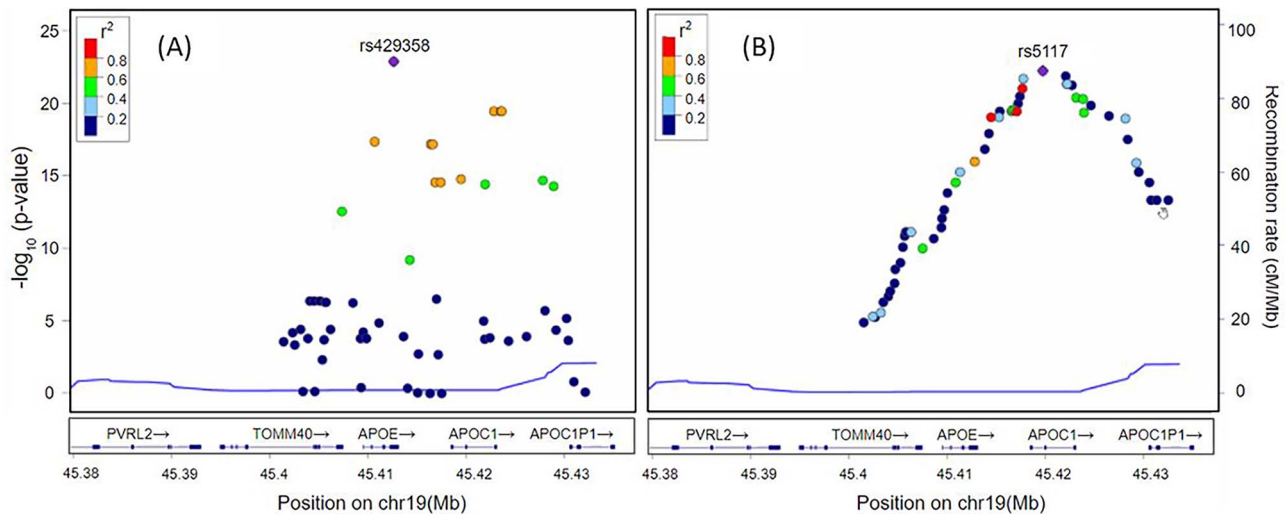 (A)
r²
0.8
0.6
0.4
0.2
rs429358
25
20
15
10
5
0
-log₁₀ (p-value)
PVRL2→ TOMM40→ APOE→ APOC1→ APOC1P1→
45.38 45.39 45.4 45.41 45.42 45.43
Position on chr19(Mb)
(B)
r²
0.8
0.6
0.4
0.2
rs5117
100
80
60
40
20
0
Recombination rate (cM/Mb)
PVRL2→ TOMM40→ APOE→ APOC1→ APOC1P1→
45.38 45.39 45.4 45.41 45.42 45.43
Position on chr19(Mb)